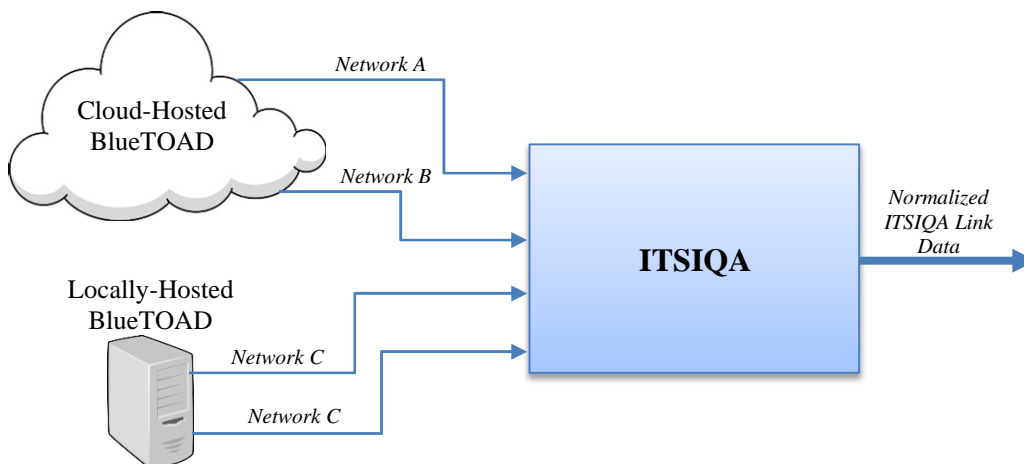 Network A
Cloud-Hosted
BlueTOAD
Network B
Normalized
ITSIQA Link
Data
ITSIQA
Locally-Hosted
BlueTOAD
Network C
Network C